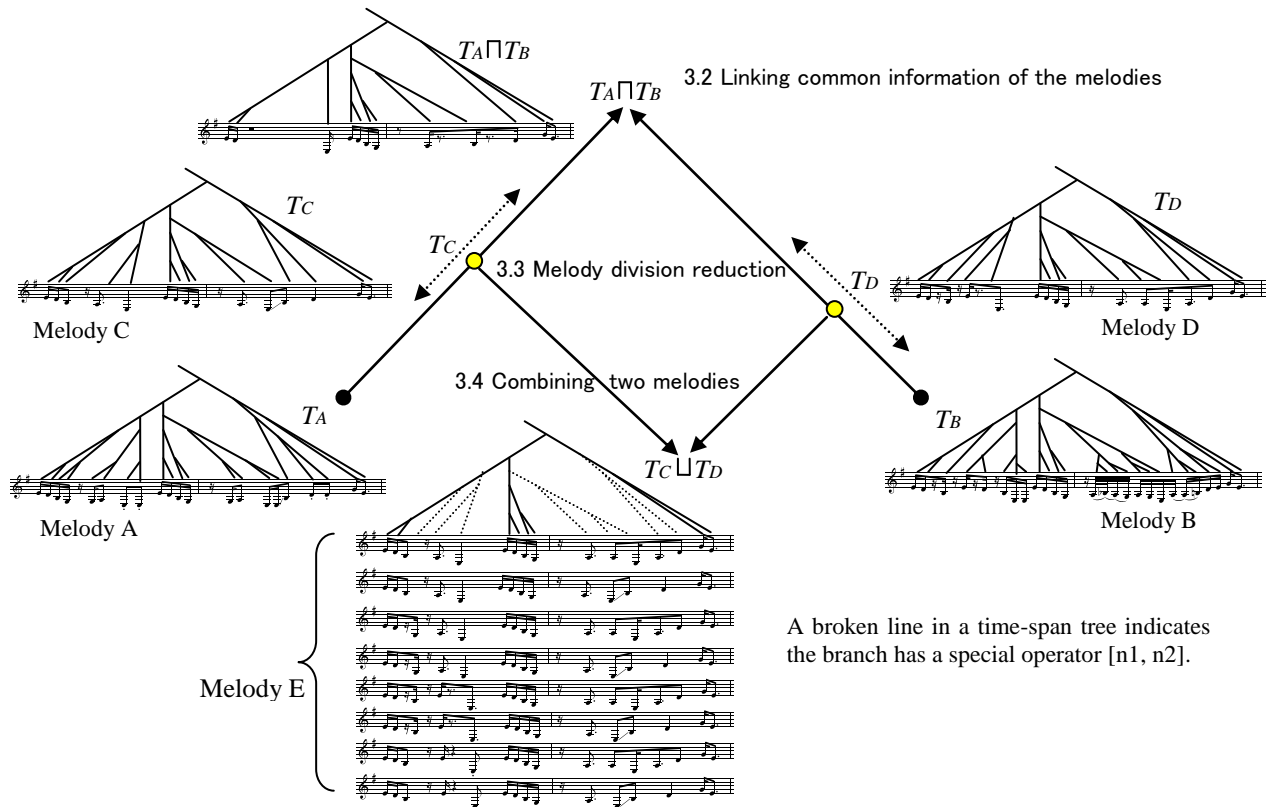 TA⊓TB
3.2 Linking common information of the melodies
TA⊓TB
TC
TD
TC
3.3 Melody division reduction
TD
Melody C
Melody D
3.4 Combining two melodies
TA
TB
TC⊔TD
Melody A
Melody B
A broken line in a time-span tree indicates
the branch has a special operator [n1, n2].
Melody E